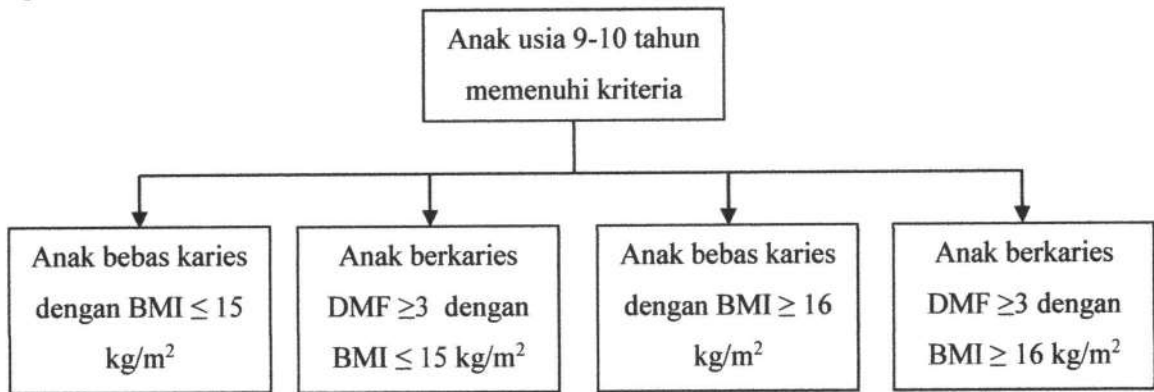 Anak usia 9-10 tahun
memenuhi kriteria
Anak bebas karies
dengan BMI ≤ 15
kg/m²
Anak berkaries
DMF ≥3 dengan
BMI ≤ 15 kg/m²
Anak bebas karies
dengan BMI ≥ 16
kg/m²
Anak berkaries
DMF ≥3 dengan
BMI ≥ 16 kg/m²